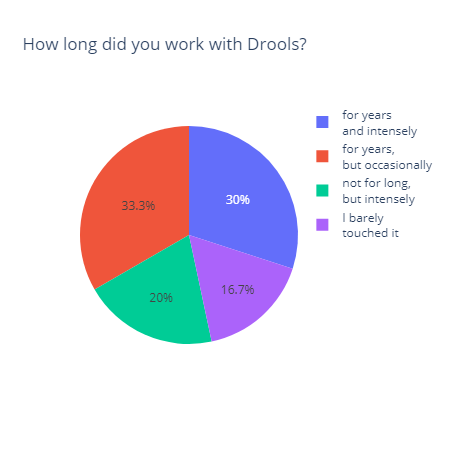 How long did you work with Drools?
for years
and intensely
for years,
but occasionally
not for long,
but intensely
I barely
touched it
33.3%
30%
20%
16.7%